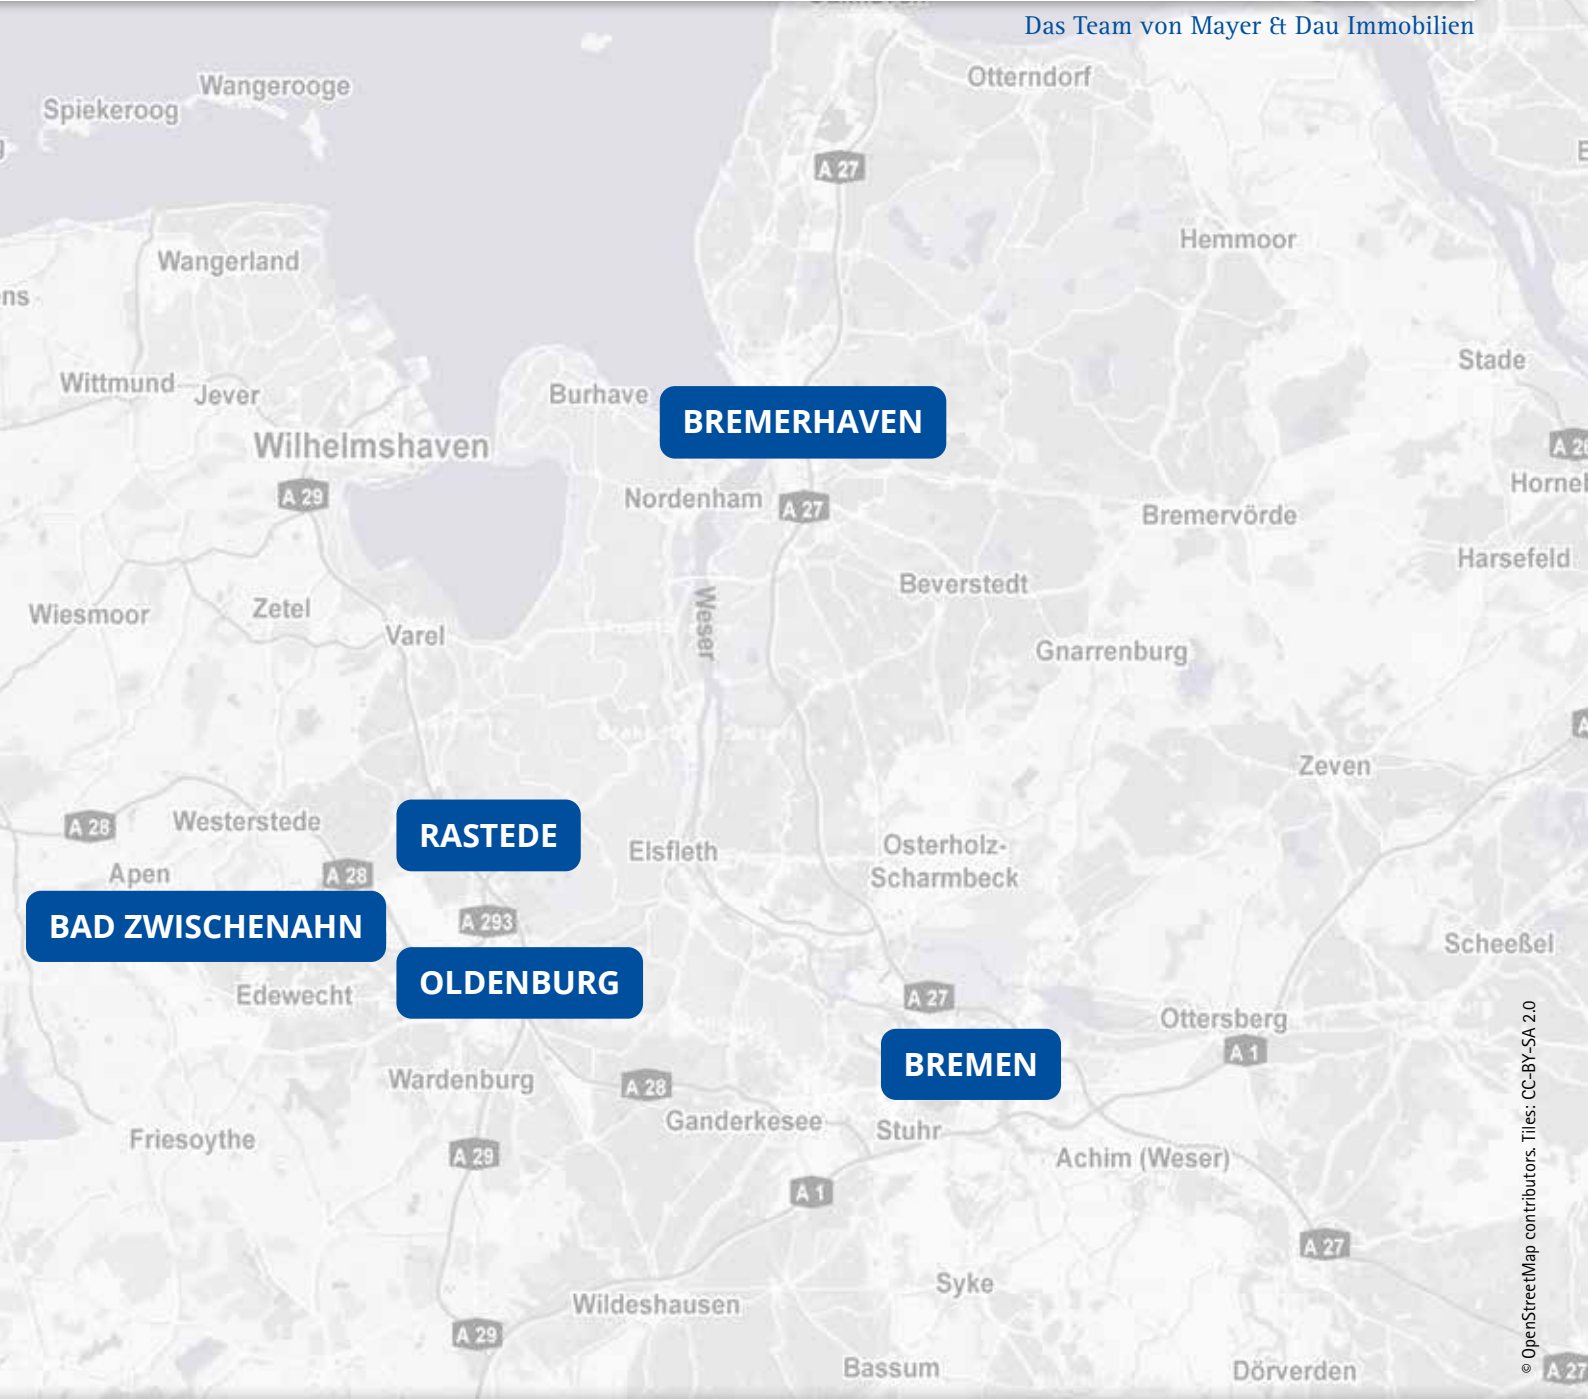 Das Team von Mayer & Dau Immobilien
Otterndorf
Wangerooge
Spiekeroog
A 27
Hemmoor
Wangerland
ns
Stade
Wittmund
Jever
Burhave
BREMERHAVEN
Wilhelmshaven
A 29
Nordenham
A 27
Bremervörde
Harsefeld
Beverstedt
Wiesmoor
Zetel
Varel
Weser
Gnarrenburg
Zeven
A 28
Westerstede
RASTEDE
Elsfleth
Osterholz-
Scharmbeck
Apen
A 28
BAD ZWISCHENAHN
A 293
Scheeßel
OLDENBURG
Edewecht
A 27
Ottersberg
A 1
BREMEN
Wardenburg
A 28
Ganderkesee
Stuhr
Friesoythe
A 29
Achim (Weser)
A 1
A 27
Syke
Wildeshausen
A 29
Bassum
Dörverden
A 27
© OpenStreetMap contributors. Tiles: CC-BY-SA 2.0